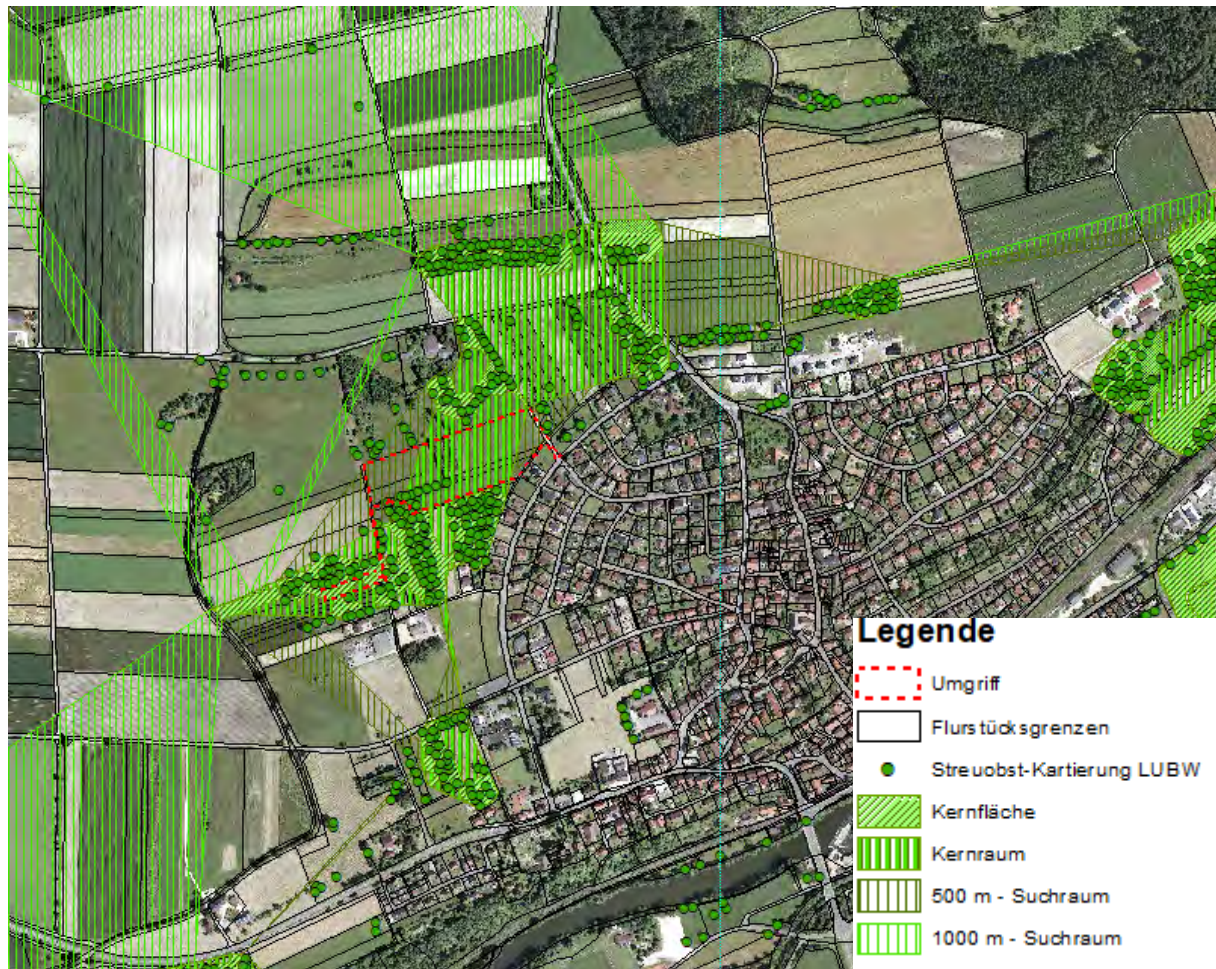 Legende
Umgriff
Flurstücksgrenzen
Streuobst-Kartierung LUBW
Kernfläche
Kernraum
500 m - Suchraum
1000 m - Suchraum